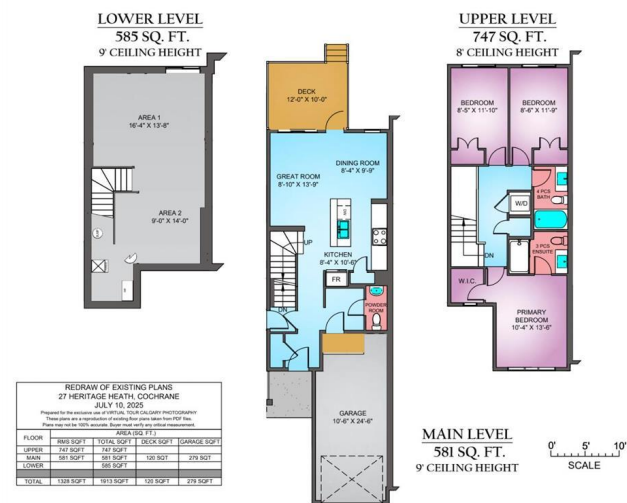 LOWER LEVEL
585 SQ. FT.
9' CEILING HEIGHT
AREA 1
16'-4" X 13'-8"
AREA 2
9'-0 X 14'-0"
DECK
12'-0" X 10'-0
DINING ROOM
8'-4" X 9'-9"
GREAT ROOM
8'-10" X 13'-9"
UP
KITCHEN
8'-4" X 10'-6"
FR
DN
POWDER
ROOM
GARAGE
10'-6" X 24'-6"
MAIN LEVEL
581 SQ. FT.
9' CEILING HEIGHT
UPPER LEVEL
747 SQ. FT.
8' CEILING HEIGHT
BEDROOM
8'-5" X 11'-10"
BEDROOM
8'-6" X 11'-9"
4 PCS
BATH
W/D
DN
3 PCS
ENSUITE
W.I.C.
PRIMARY
BEDROOM
10'-4" X 13'-6"
REDRAW OF EXISTING PLANS
27 HERITAGE HEATH, COCHRANE
JULY 10, 2025
Prepared for the exclusive use of VIRTUAL TOUR CALGARY PHOTOGRAPHY
These plans are a reproduction of existing floor plans taken from PDF files.
Plans may not be 100% accurate. Buyer must verify any critical measurement.
FLOOR AREA (SQ. FT.)
RMS SQFT TOTAL SQFT DECK SQFT GARAGE SQFT
UPPER 747 SQFT 747 SQFT
MAIN 581 SQFT 581 SQFT 120 SQT. 279 SQT
LOWER 585 SQFT
TOTAL 1328 SQFT 1913 SQFT 120 SQFT 279 SQFT
0' 5' 10'
SCALE